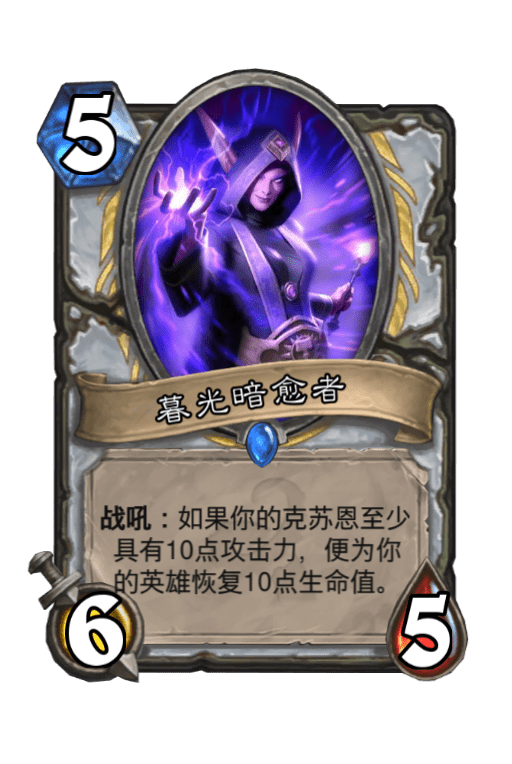 5
暮光暗愈者
战吼：如果你的克苏恩至少
具有10点攻击力，便为你
的英雄恢复10点生命值。
6
5